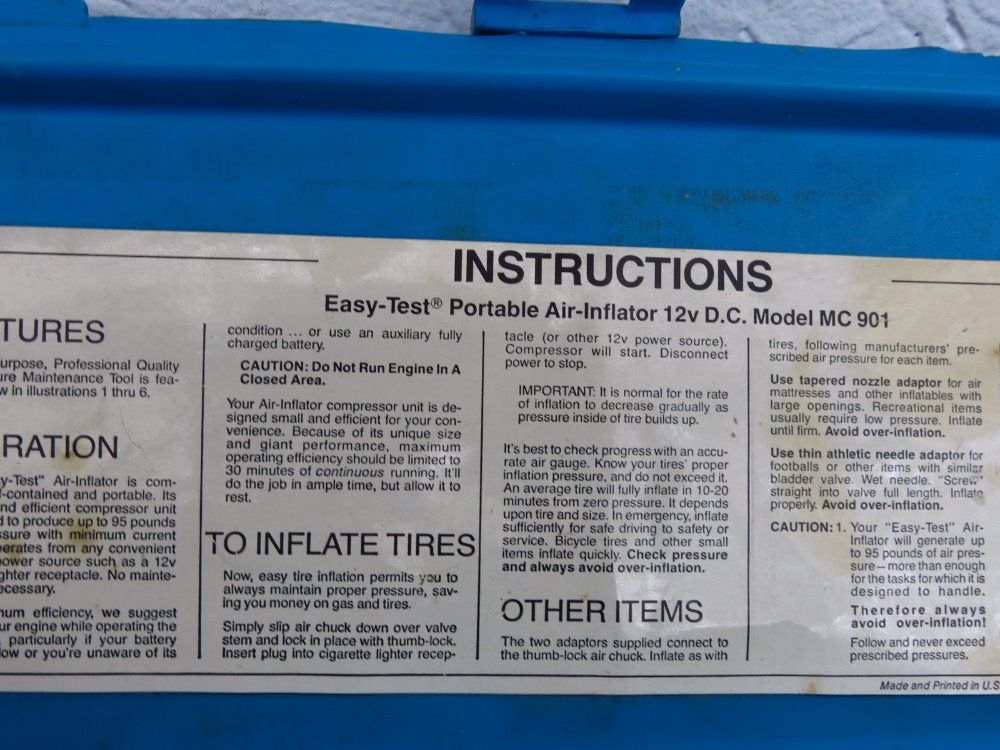 INSTRUCTIONS
Easy-Test® Portable Air-Inflator 12v D.C. Model MC 901
TURES
urpose, Professional Quality
ure Maintenance Tool is fea-
w in illustrations 1 thru 6.
RATION
y-Test" Air-Inflator is com-
f-contained and portable. Its
nd efficient compressor unit
d to produce up to 95 pounds
ssure with minimum current
perates from any convenient
power source such as a 12v
ghter receptacle. No mainte-
ecessary.
num efficiency, we suggest
ur engine while operating the
, particularly if your battery
low or you're unaware of its
condition ... or use an auxiliary fully
charged battery.
CAUTION: Do Not Run Engine In A
Closed Area.
Your Air-Inflator compressor unit is de-
signed small and efficient for your con-
venience. Because of its unique size
and giant performance, maximum
operating efficiency should be limited to
30 minutes of continuous running. It'll
do the job in ample time, but allow it to
rest.
TO INFLATE TIRES
Now, easy tire inflation permits you to
always maintain proper pressure, sav-
ing you money on gas and tires.
Simply slip air chuck down over valve
stem and lock in place with thumb-lock.
Insert plug into cigarette lighter recep-
tacle (or other 12v power source).
Compressor will start. Disconnect
power to stop.
IMPORTANT: It is normal for the rate
of inflation to decrease gradually as
pressure inside of tire builds up.
It's best to check progress with an accu-
rate air gauge. Know your tires' proper
inflation pressure, and do not exceed it.
An average tire will fully inflate in 10-20
minutes from zero pressure. It depends
upon tire and size. In emergency, inflate
sufficiently for safe driving to safety or
service. Bicycle tires and other small
items inflate quickly. Check pressure
and always avoid over-inflation.
OTHER ITEMS
The two adaptors supplied connect to
the thumb-lock air chuck. Inflate as with
tires, following manufacturers' pre-
scribed air pressure for each item.
Use tapered nozzle adaptor for air
mattresses and other inflatables with
large openings. Recreational items
usually require low pressure. Inflate
until firm. Avoid over-inflation.
Use thin athletic needle adaptor for
footballs or other items with similar
bladder valve. Wet needle. "Screw"
straight into valve full length. Inflate
properly. Avoid over-inflation.
CAUTION: 1. Your "Easy-Test" Air-
Inflator will generate up
to 95 pounds of air pres-
sure – more than enough
for the tasks for which it is
designed to handle.
Therefore always
avoid over-inflation!
Follow and never exceed
prescribed pressures.
Made and Printed in U.S